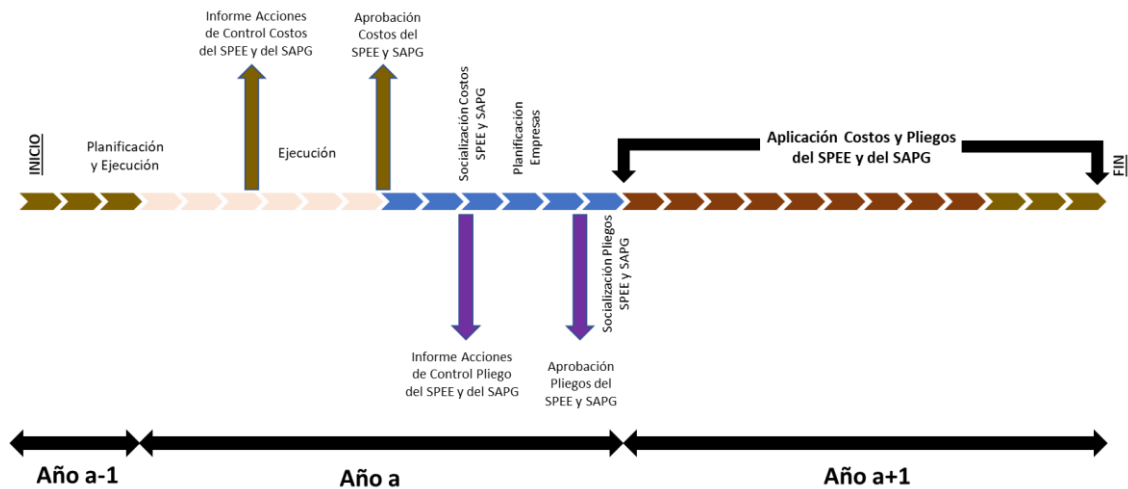 Informe Acciones
de Control Costos
del SPEE y del SAPG
Aprobación
Costos del
SPEE y SAPG
INICIO
Planificación
y Ejecución
Ejecución
Socialización Costos
SPEE y SAPG
Planificación
Empresas
Aplicación Costos y Pliegos
del SPEE y del SAPG
FIN
Socialización Pliegos
SPEE y SAPG
Informe Acciones
de Control Pliego
del SPEE y del SAPG
Aprobación
Pliegos del
SPEE y SAPG
Año a-1
Año a
Año a+1